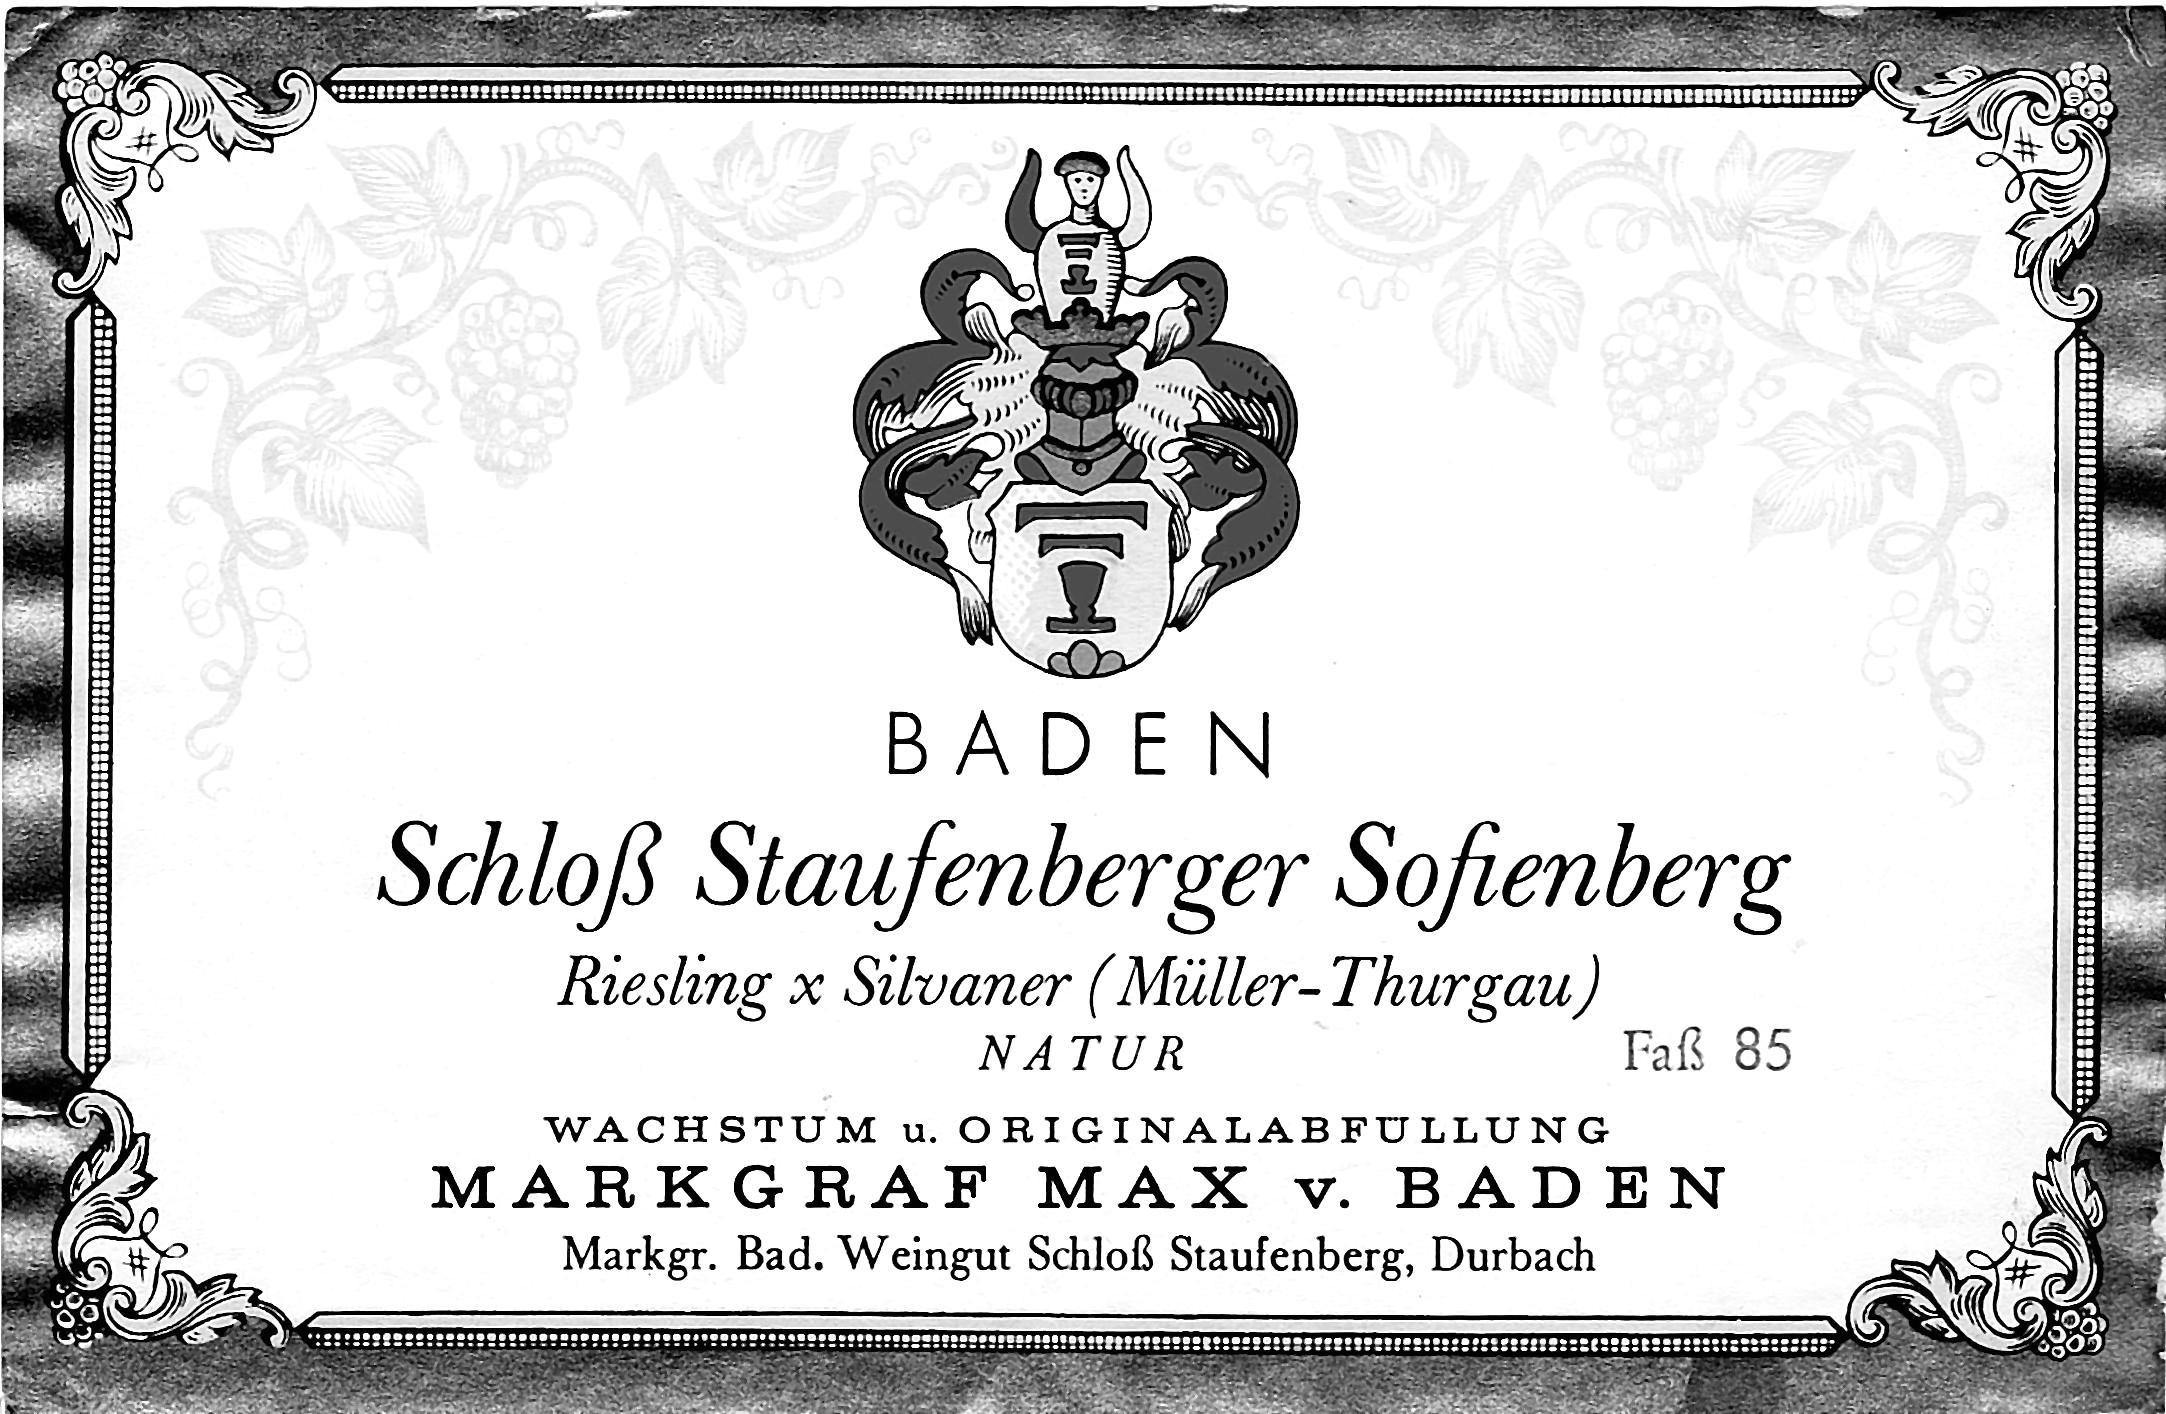 BADEN
Schloß Staufenberger Sofienberg
Riesling x Silvaner (Müller-Thurgau)
NATUR Faß 85
WACHSTUM u. ORIGINALABFÜLLUNG
MARKGRAF MAX v. BADEN
Markgr. Bad. Weingut Schloß Staufenberg, Durbach